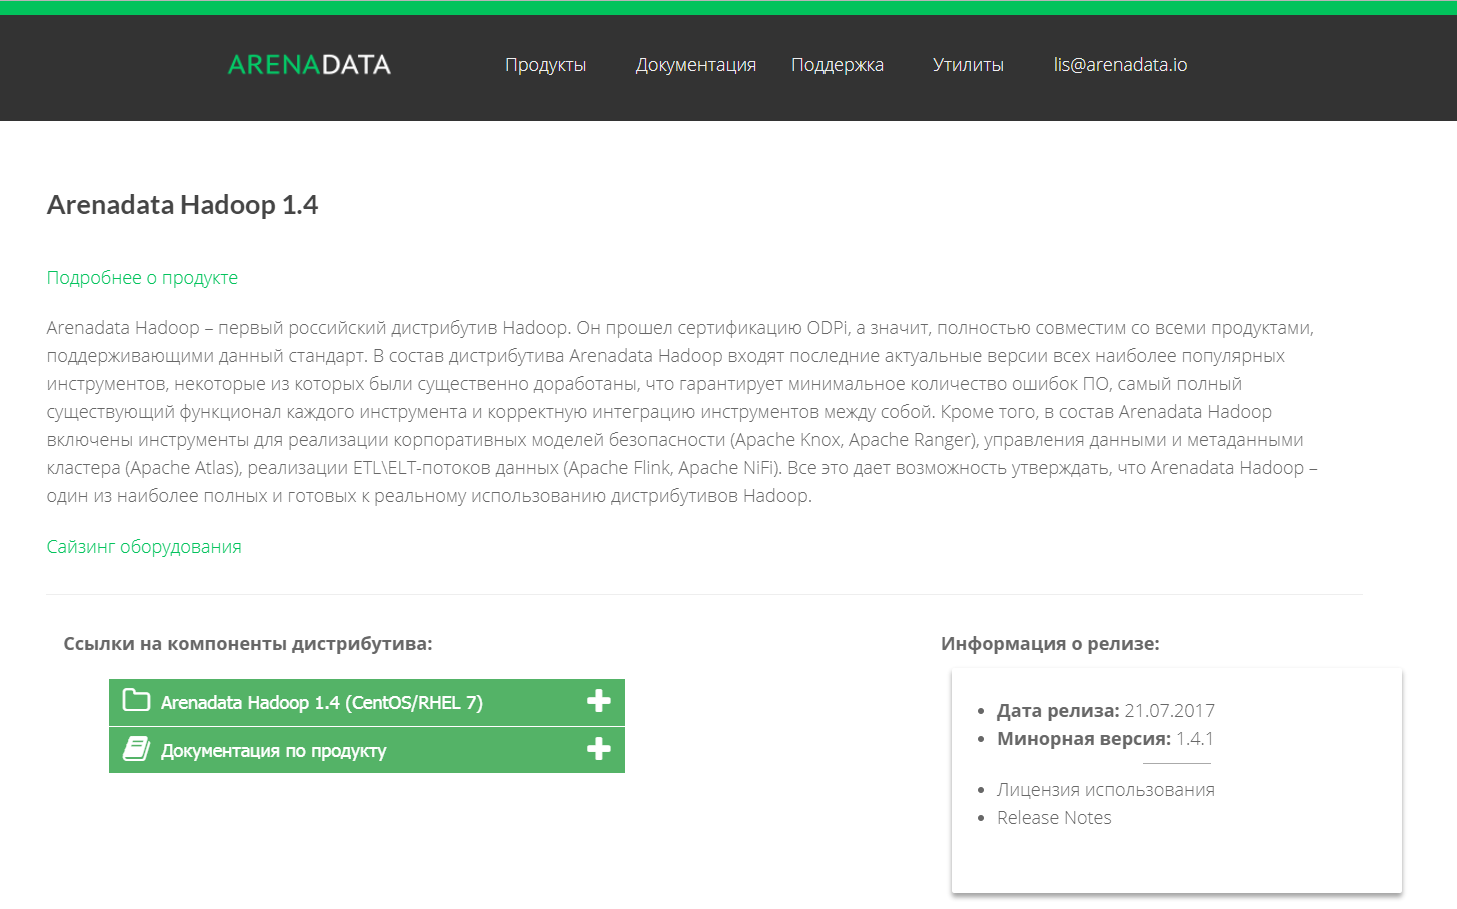 ARENADATA
Продукты
Документация
Поддержка
Утилиты
lis@arenadata.io
Arenadata Hadoop 1.4
Подробнее о продукте
Arenadata Hadoop – первый российский дистрибутив Hadoop. Он прошел сертификацию ODPi, а значит, полностью совместим со всеми продуктами,
поддерживающими данный стандарт. В состав дистрибутива Arenadata Hadoop входят последние актуальные версии всех наиболее популярных
инструментов, некоторые из которых были существенно доработаны, что гарантирует минимальное количество ошибок ПО, самый полный
существующий функционал каждого инструмента и корректную интеграцию инструментов между собой. Кроме того, в состав Arenadata Hadoop
включены инструменты для реализации корпоративных моделей безопасности (Apache Knox, Apache Ranger), управления данными и метаданными
кластера (Apache Atlas), реализации ETL\ELT-потоков данных (Apache Flink, Apache NiFi). Все это дает возможность утверждать, что Arenadata Hadoop –
один из наиболее полных и готовых к реальному использованию дистрибутивов Hadoop.
Сайзинг оборудования
Ссылки на компоненты дистрибутива:
Arenadata Hadoop 1.4 (CentOS/RHEL 7)
Документация по продукту
Информация о релизе:
Дата релиза: 21.07.2017
Минорная версия: 1.4.1
Лицензия использования
Release Notes